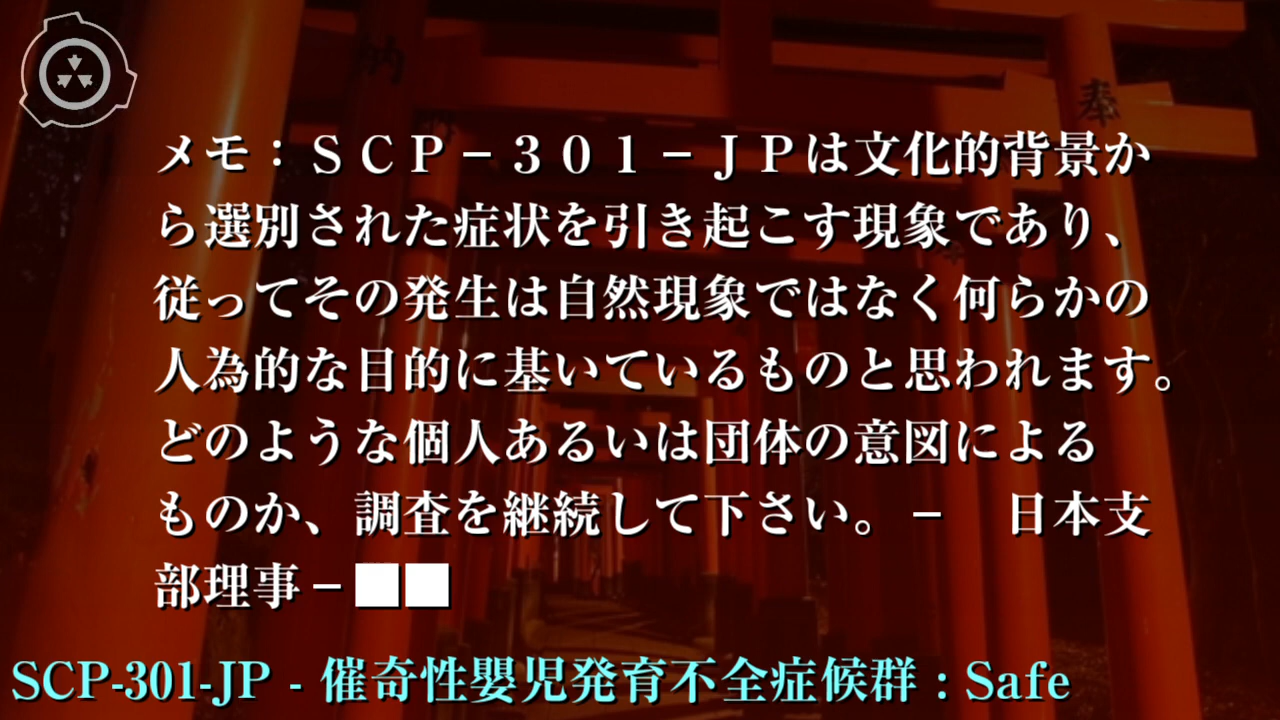 納
奉
メモ：ＳＣＰ－３０１－ＪＰは文化的背景か
ら選別された症状を引き起こす現象であり、
従ってその発生は自然現象ではなく何らかの
人為的な目的に基いているものと思われます。
どのような個人あるいは団体の意図による
ものか、調査を継続して下さい。－　日本支
部理事－■■
SCP-301-JP - 催奇性嬰児発育不全症候群：Safe